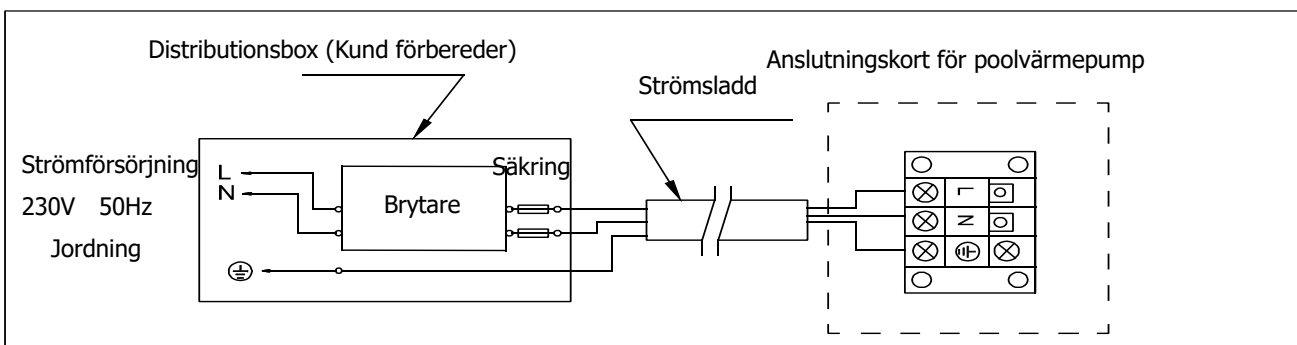 Distributionsbox (Kund förbereder)
Anslutningskort för poolvärmepump
Strömsladd
Strömförsörjning
230V 50Hz
Jordning
L
N
Säkring
Brytare
L
N